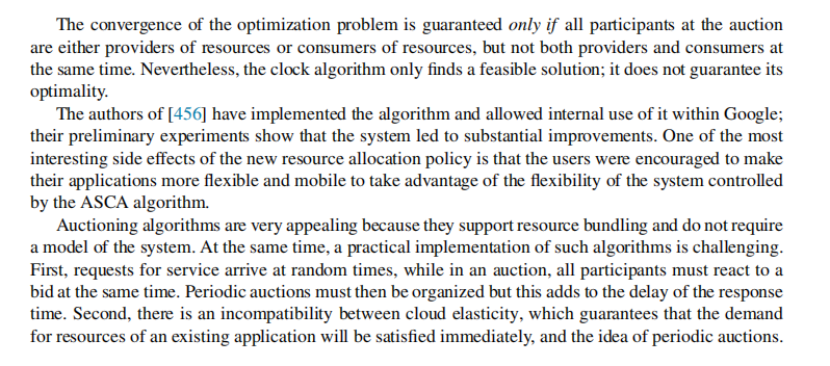 The convergence of the optimization problem is guaranteed only if all participants at the auction
are either providers of resources or consumers of resources, but not both providers and consumers at
the same time. Nevertheless, the clock algorithm only finds a feasible solution; it does not guarantee its
optimality.
The authors of [456] have implemented the algorithm and allowed internal use of it within Google;
their preliminary experiments show that the system led to substantial improvements. One of the most
interesting side effects of the new resource allocation policy is that the users were encouraged to make
their applications more flexible and mobile to take advantage of the flexibility of the system controlled
by the ASCA algorithm.
Auctioning algorithms are very appealing because they support resource bundling and do not require
a model of the system. At the same time, a practical implementation of such algorithms is challenging.
First, requests for service arrive at random times, while in an auction, all participants must react to a
bid at the same time. Periodic auctions must then be organized but this adds to the delay of the response
time. Second, there is an incompatibility between cloud elasticity, which guarantees that the demand
for resources of an existing application will be satisfied immediately, and the idea of periodic auctions.